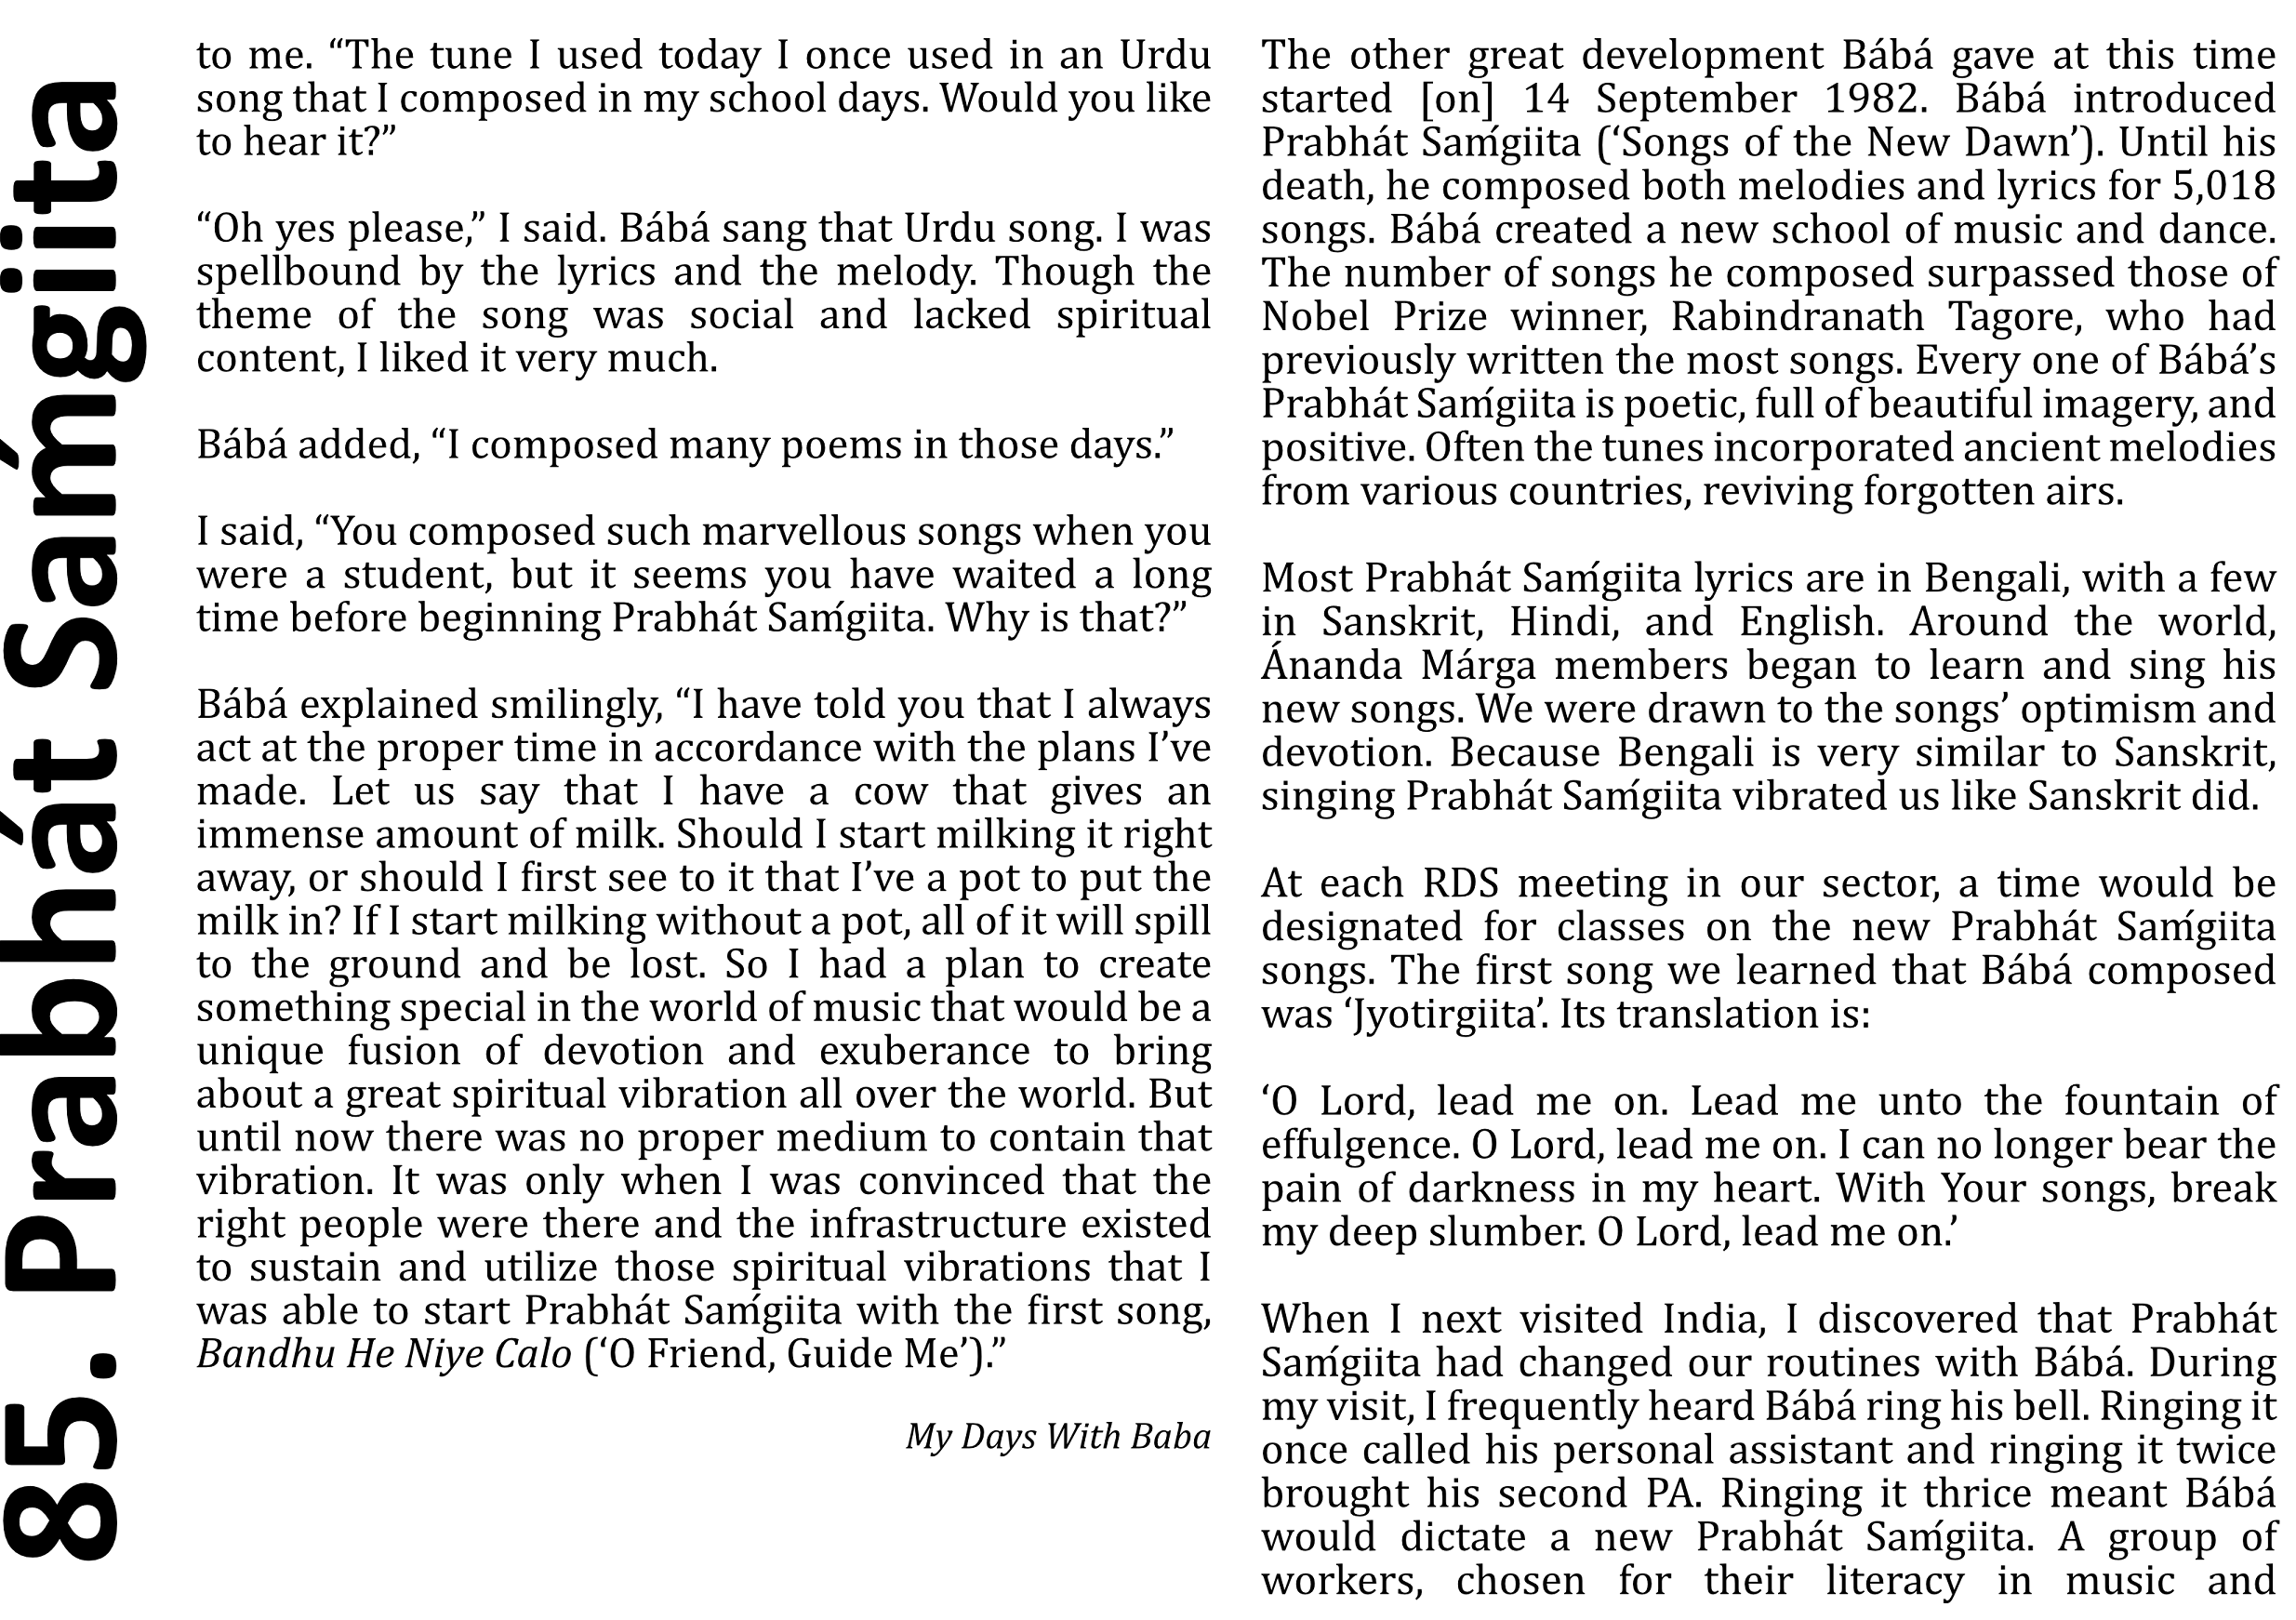 85. Prabhát Saḿgiita
to me. “The tune I used today I once used in an Urdu
song that I composed in my school days. Would you like
to hear it?”
“Oh yes please,” I said. Bábá sang that Urdu song. I was
spellbound by the lyrics and the melody. Though the
theme of the song was social and lacked spiritual
content, I liked it very much.
Bábá added, “I composed many poems in those days.”
I said, “You composed such marvellous songs when you
were a student, but it seems you have waited a long
time before beginning Prabhát Saḿgiita. Why is that?”
Bábá explained smilingly, “I have told you that I always
act at the proper time in accordance with the plans I’ve
made. Let us say that I have a cow that gives an
immense amount of milk. Should I start milking it right
away, or should I first see to it that I’ve a pot to put the
milk in? If I start milking without a pot, all of it will spill
to the ground and be lost. So I had a plan to create
something special in the world of music that would be a
unique fusion of devotion and exuberance to bring
about a great spiritual vibration all over the world. But
until now there was no proper medium to contain that
vibration. It was only when I was convinced that the
right people were there and the infrastructure existed
to sustain and utilize those spiritual vibrations that I
was able to start Prabhát Saḿgiita with the first song,
Bandhu He Niye Calo (‘O Friend, Guide Me’).”
My Days With Baba
The other great development Bábá gave at this time
started [on] 14 September 1982. Bábá introduced
Prabhát Saḿgiita (‘Songs of the New Dawn’). Until his
death, he composed both melodies and lyrics for 5,018
songs. Bábá created a new school of music and dance.
The number of songs he composed surpassed those of
Nobel Prize winner, Rabindranath Tagore, who had
previously written the most songs. Every one of Bábá’s
Prabhát Saḿgiita is poetic, full of beautiful imagery, and
positive. Often the tunes incorporated ancient melodies
from various countries, reviving forgotten airs.
Most Prabhát Saḿgiita lyrics are in Bengali, with a few
in Sanskrit, Hindi, and English. Around the world,
Ánanda Márga members began to learn and sing his
new songs. We were drawn to the songs’ optimism and
devotion. Because Bengali is very similar to Sanskrit,
singing Prabhát Saḿgiita vibrated us like Sanskrit did.
At each RDS meeting in our sector, a time would be
designated for classes on the new Prabhát Saḿgiita
songs. The first song we learned that Bábá composed
was ‘Jyotirgiita’. Its translation is:
‘O Lord, lead me on. Lead me unto the fountain of
effulgence. O Lord, lead me on. I can no longer bear the
pain of darkness in my heart. With Your songs, break
my deep slumber. O Lord, lead me on.’
When I next visited India, I discovered that Prabhát
Saḿgiita had changed our routines with Bábá. During
my visit, I frequently heard Bábá ring his bell. Ringing it
once called his personal assistant and ringing it twice
brought his second PA. Ringing it thrice meant Bábá
would dictate a new Prabhát Saḿgiita. A group of
workers, chosen for their literacy in music and